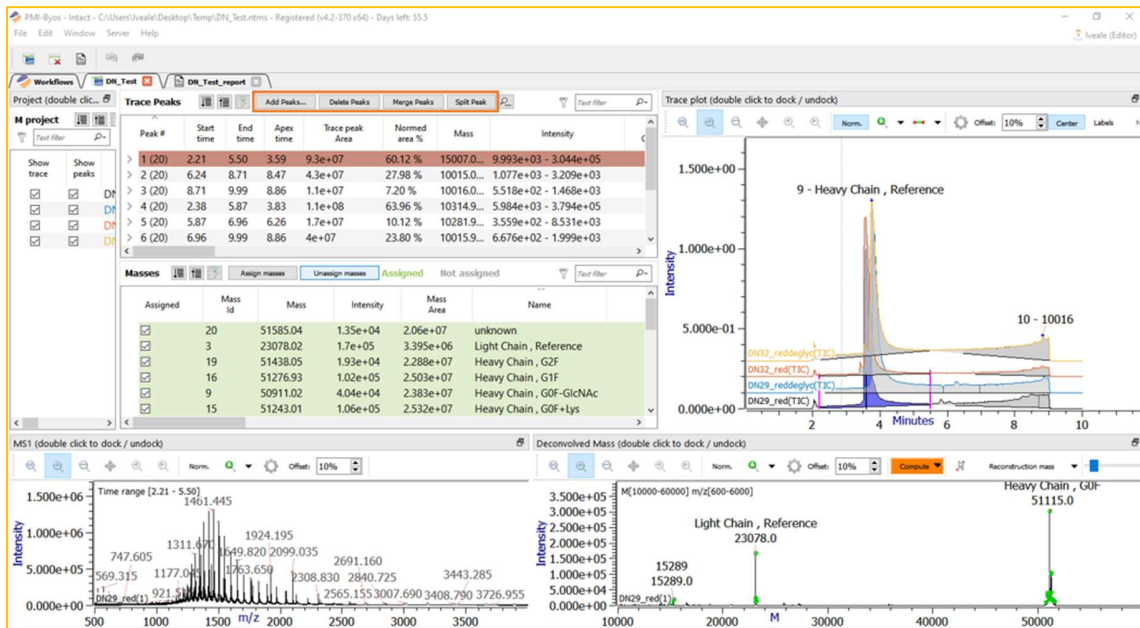 PMI-Byos - Intact - C:\Users\lveale\Desktop\Temp\DN_Test.ntms - Registered (v4.2-370 x64) - Days left: 55.5
File Edit Window Server Help
lveale (Editor)
Workflows DN_Test DN_Test_report
Project (double clic...
M project
Text filter
Show trace Show peaks
DN
Trace Peaks Add Peaks... Delete Peaks Merge Peaks Split Peak Text filter
Peak # Start time End time Apex time Trace peak Area Normed area % Mass Intensity
1 (20) 2.21 5.50 3.59 9.3e+07 60.12 % 15007.0... 9.993e+03 - 3.044e+05
2 (20) 6.24 8.71 8.47 4.3e+07 27.98 % 10015.0... 1.077e+03 - 3.209e+03
3 (20) 8.71 9.99 8.86 1.1e+07 7.20 % 10016.0... 5.518e+02 - 1.468e+03
4 (20) 2.38 5.87 3.83 1.1e+08 63.96 % 10314.9... 5.984e+03 - 3.794e+05
5 (20) 5.87 6.96 6.26 1.7e+07 10.12 % 10281.9... 3.559e+02 - 8.531e+03
6 (20) 6.96 9.99 8.86 4e+07 23.80 % 10015.9... 6.676e+02 - 1.999e+03
Masses Assign masses Unassign masses Assigned Not assigned Text filter
Assigned Mass Id Mass Intensity Mass Area Name
20 51585.04 1.35e+04 2.06e+07 unknown
3 23078.02 1.7e+05 3.395e+06 Light Chain , Reference
19 51438.05 1.93e+04 2.288e+07 Heavy Chain , G2F
16 51276.93 1.02e+05 2.503e+07 Heavy Chain , G1F
9 50911.02 4.04e+04 2.383e+07 Heavy Chain , G0F-GlcNAc
15 51243.01 1.06e+05 2.532e+07 Heavy Chain , G0F+Lys
Trace plot (double click to dock / undock)
Norm. Offset: 10% Center Labels
1.500e+00
9 - Heavy Chain , Reference
1.000e+00
Intensity
10 - 10016
5.000e-01
DN32_reddeglyc(TIC)
DN32_red(TIC)
DN29_reddeglyc(TIC)
DN29_red(TIC)
0.000e+00
2 4 6 8 10
Minutes
MS1 (double click to dock / undock)
Norm. Offset: 10%
1.500e+06
Time range [2.21 - 5.50]
1461.445
1.000e+06
1924.195
747.605 1311.670 1649.820 2099.035
5.000e+05
1763.650 2691.160
569.315 1177.045 2308.830 2840.725 3443.285
2565.155 3007.690 3408.790 3726.955
0.000e+00
DN29_red(1)
Intensity
500 1000 1500 2000 2500 3000 3500
m/z
Deconvolved Mass (double click to dock / undock)
Norm. Offset: 10% Compute Reconstruction mass
M[10000-60000] m/z[600-6000]
Heavy Chain , G0F
51115.0
Light Chain , Reference
23078.0
15289
15289.0
3.500e+05
3.000e+05
2.500e+05
2.000e+05
1.500e+05
1.000e+05
5.000e+04
0.000e+00
DN29_red(1)
Intensity
10000 20000 30000 40000 50000
M